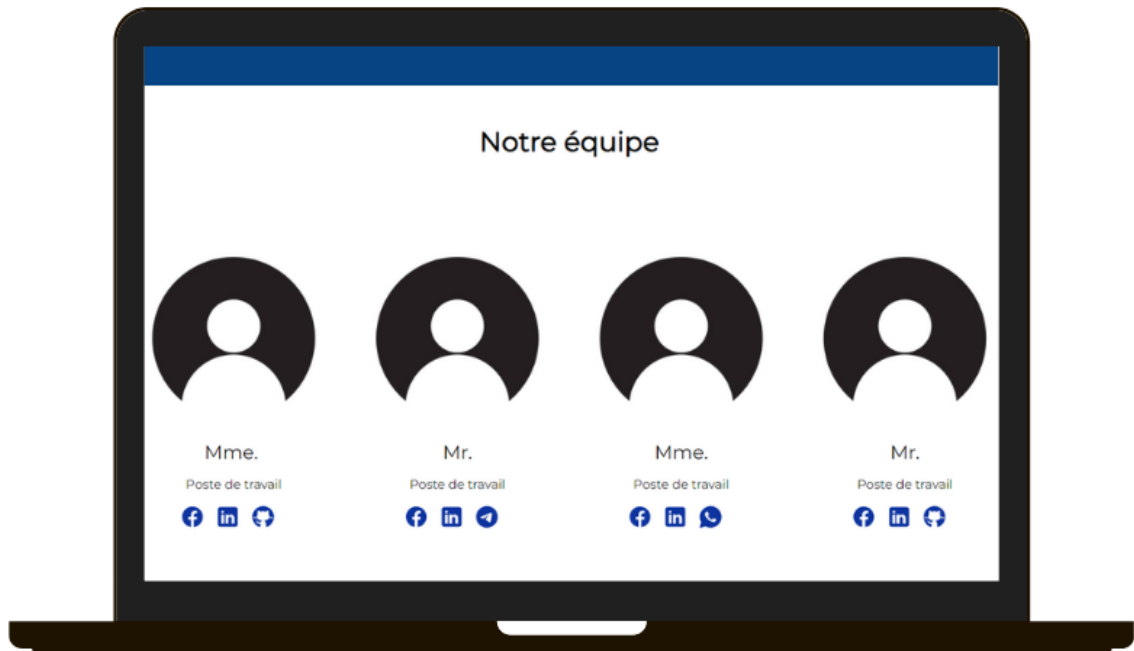 Notre équipe
Mme. Mr. Mme. Mr.
Poste de travail Poste de travail Poste de travail Poste de travail